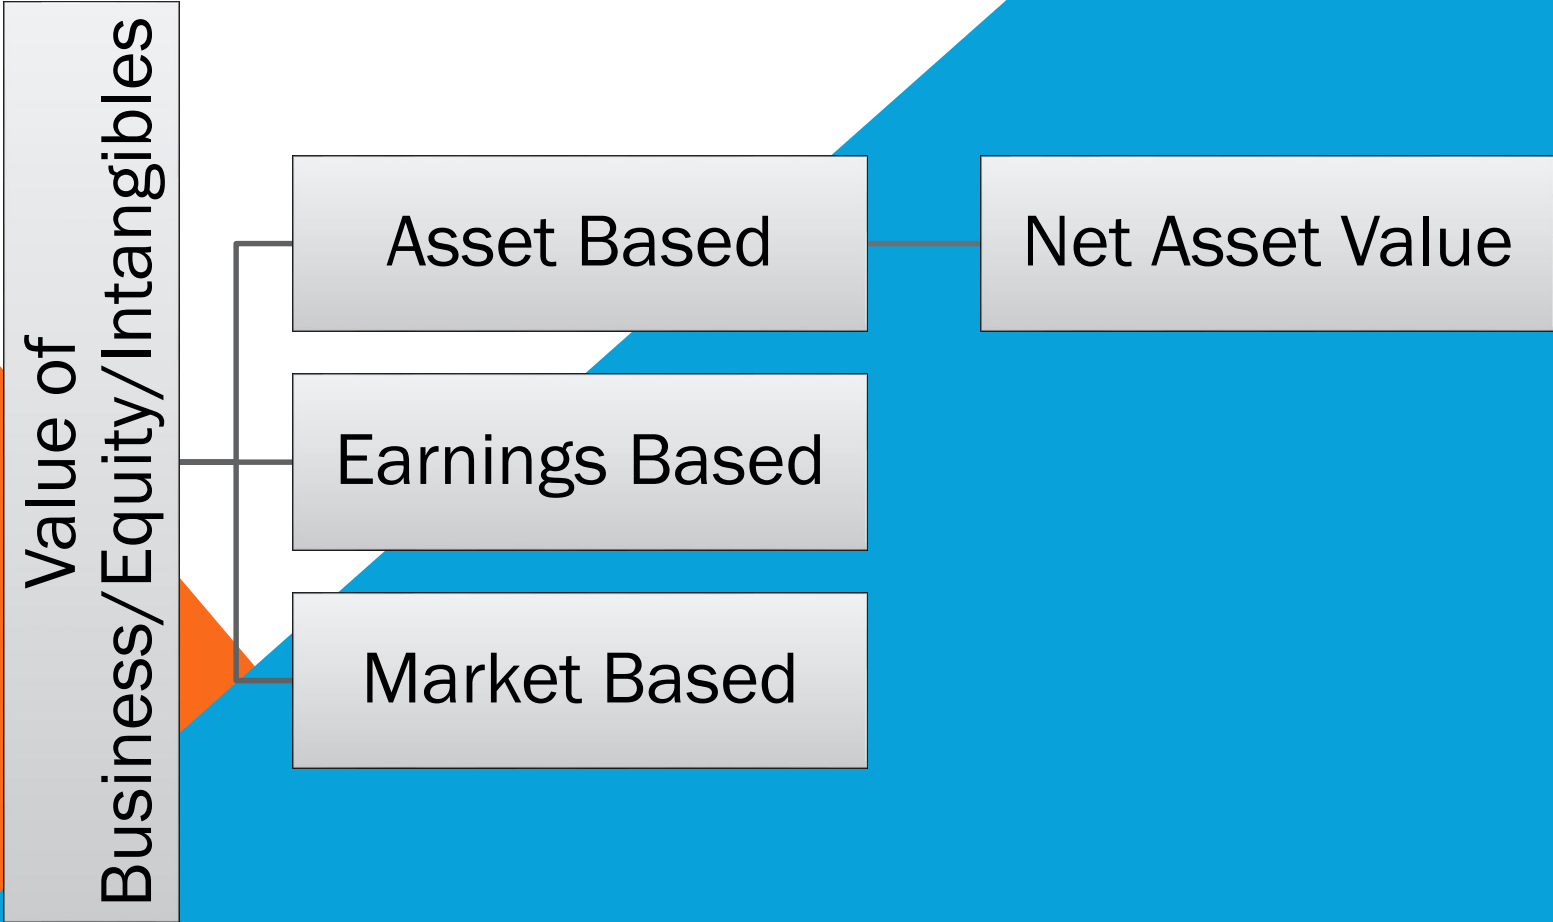 Value of
Business/Equity/Intangibles
Asset Based
Net Asset Value
Earnings Based
Market Based